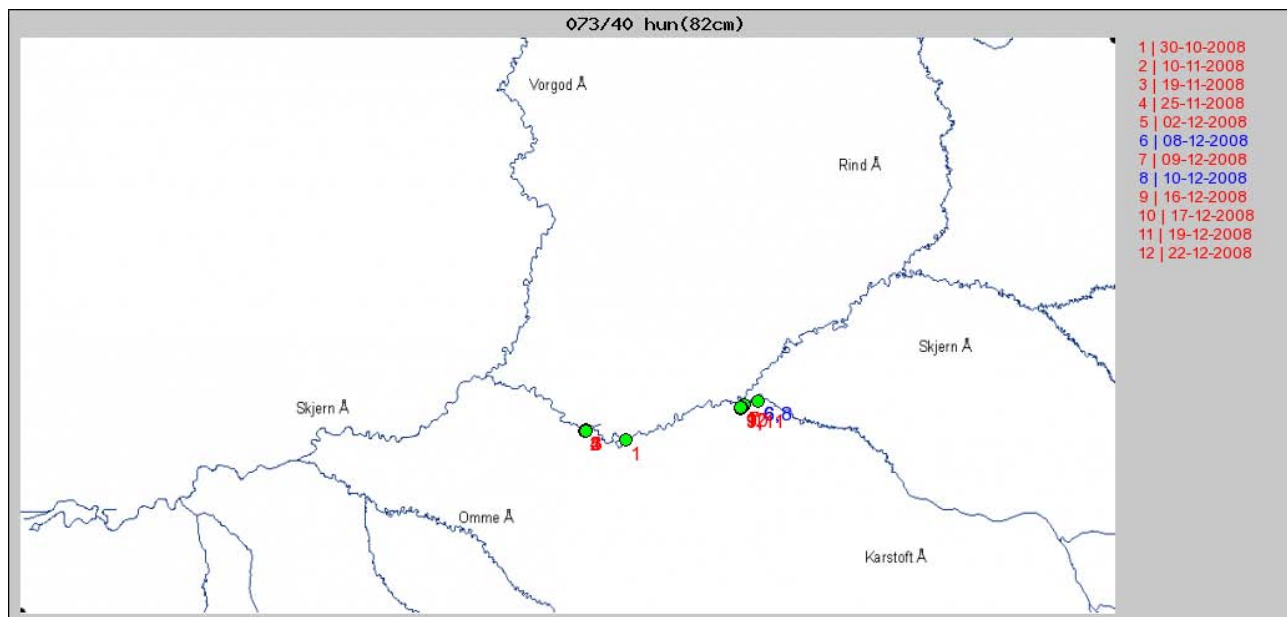 073/40 hun(82cm)
1 | 30-10-2008
2 | 10-11-2008
3 | 19-11-2008
4 | 25-11-2008
5 | 02-12-2008
6 | 08-12-2008
7 | 09-12-2008
8 | 10-12-2008
9 | 16-12-2008
10 | 17-12-2008
11 | 19-12-2008
12 | 22-12-2008
Vorgod Å
Rind Å
Skjern Å
Skjern Å
6,8
1
Omme Å
Karstoft Å